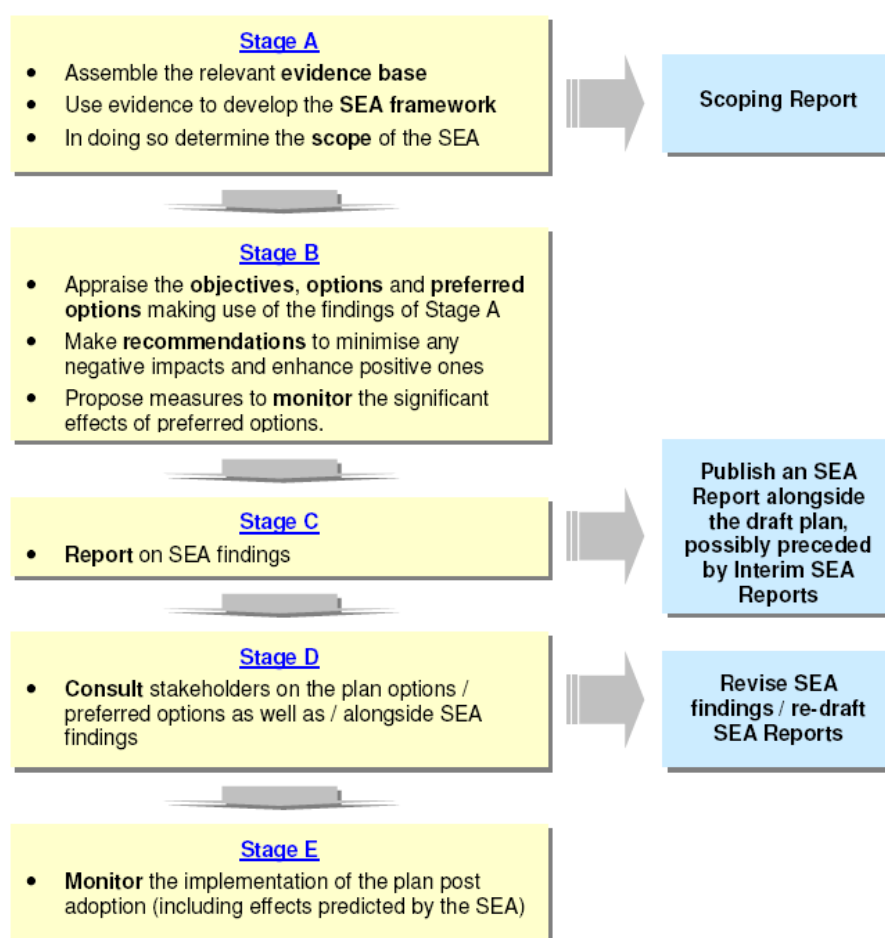 Stage A
• Assemble the relevant evidence base
• Use evidence to develop the SEA framework
• In doing so determine the scope of the SEA
Scoping Report
Stage B
• Appraise the objectives, options and preferred
options making use of the findings of Stage A
• Make recommendations to minimise any
negative impacts and enhance positive ones
• Propose measures to monitor the significant
effects of preferred options.
Stage C
• Report on SEA findings
Publish an SEA
Report alongside
the draft plan,
possibly preceded
by Interim SEA
Reports
Stage D
• Consult stakeholders on the plan options /
preferred options as well as / alongside SEA
findings
Revise SEA
findings / re-draft
SEA Reports
Stage E
• Monitor the implementation of the plan post
adoption (including effects predicted by the SEA)